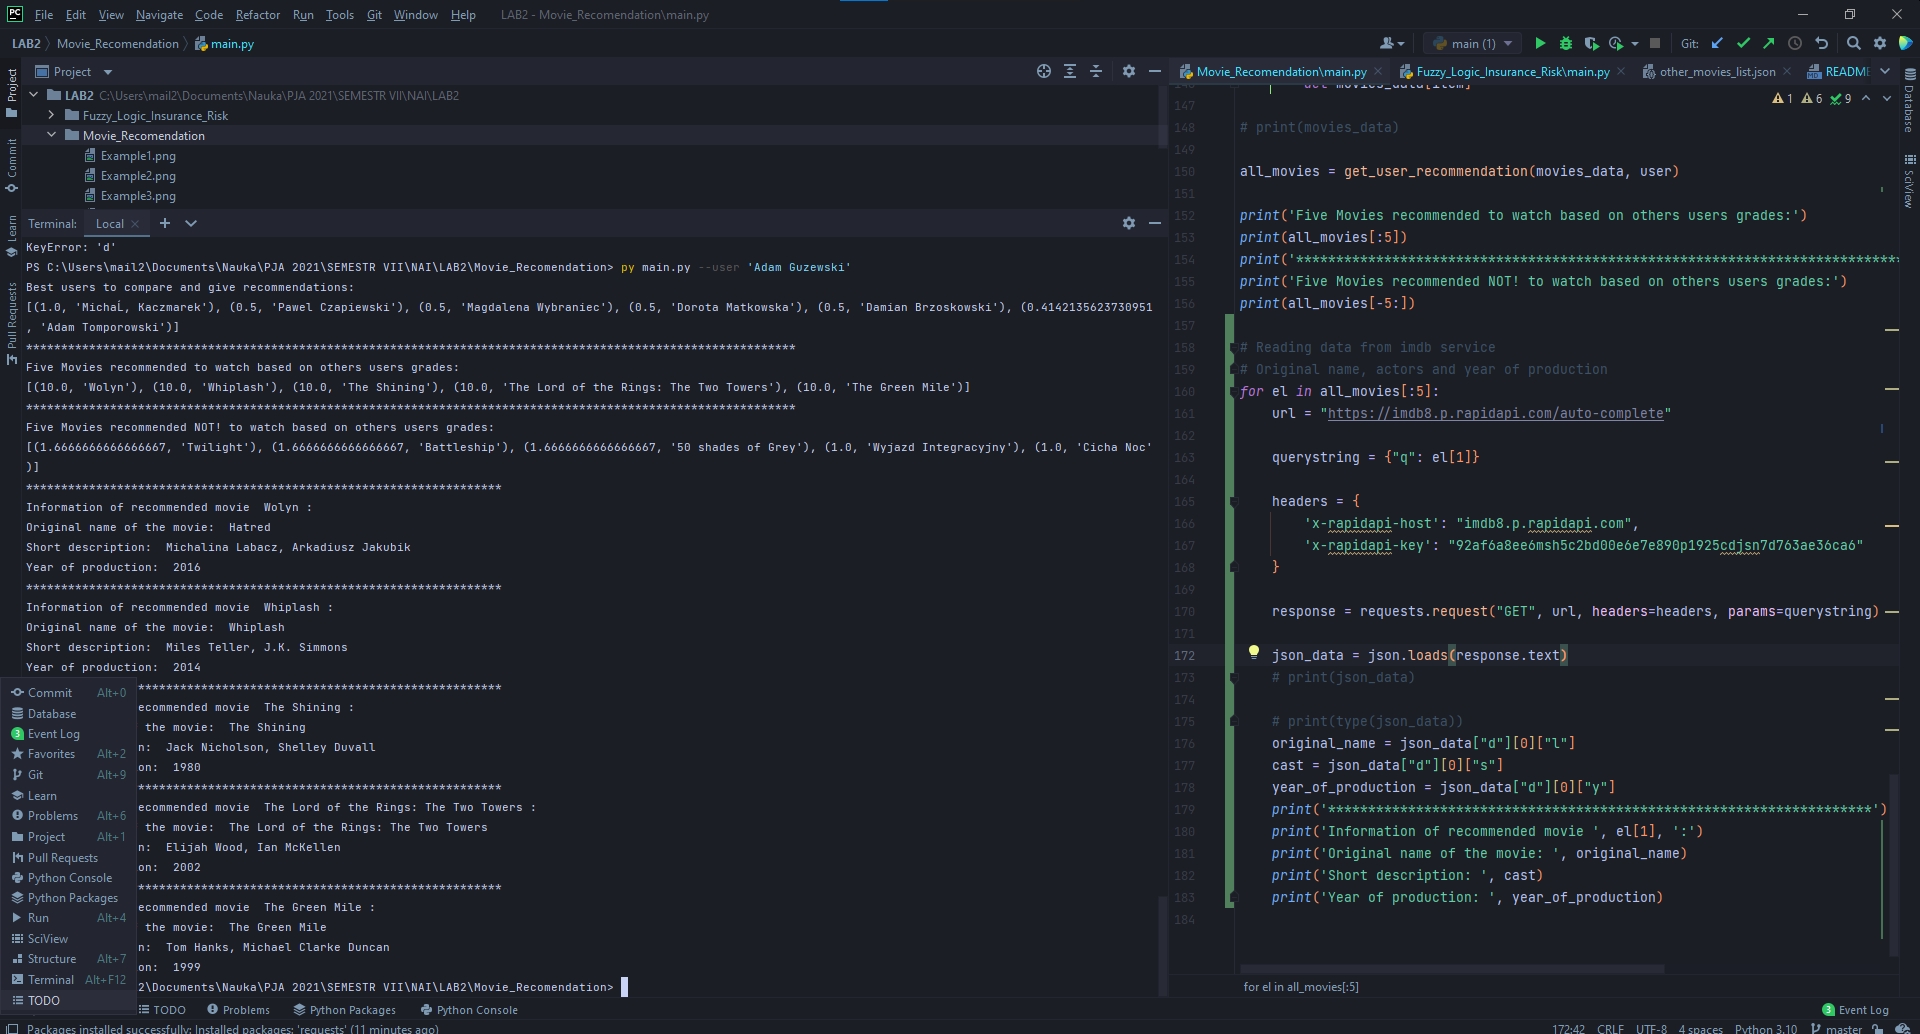 File Edit View Navigate Code Refactor Run Tools Git Window Help LAB2 - Movie_Recomendation\main.py
LAB2 Movie_Recomendation main.py
main (1) Git:
Project
LAB2 C:\Users\mail2\Documents\Nauka\PJA 2021\SEMESTR VII\NAI\LAB2
Fuzzy_Logic_Insurance_Risk
Movie_Recomendation
Example1.png
Example2.png
Example3.png
Terminal: Local
KeyError: 'd'
PS C:\Users\mail2\Documents\Nauka\PJA 2021\SEMESTR VII\NAI\LAB2\Movie_Recomendation> py main.py --user 'Adam Guzewski'
Best users to compare and give recommendations:
[(1.0, 'MichaĹ‚ Kaczmarek'), (0.5, 'Pawel Czapiewski'), (0.5, 'Magdalena Wybraniec'), (0.5, 'Dorota Matkowska'), (0.5, 'Damian Brzoskowski'), (0.4142135623730951
, 'Adam Tomporowski')]
**************************************************************************************************************
Five Movies recommended to watch based on others users grades:
[(10.0, 'Wolyn'), (10.0, 'Whiplash'), (10.0, 'The Shining'), (10.0, 'The Lord of the Rings: The Two Towers'), (10.0, 'The Green Mile')]
**************************************************************************************************************
Five Movies recommended NOT! to watch based on others users grades:
[(1.6666666666666667, 'Twilight'), (1.6666666666666667, 'Battleship'), (1.6666666666666667, '50 shades of Grey'), (1.0, 'Wyjazd Integracyjny'), (1.0, 'Cicha Noc'
)]
********************************************************************
Information of recommended movie  Wolyn :
Original name of the movie:  Hatred
Short description:  Michalina Labacz, Arkadiusz Jakubik
Year of production:  2016
********************************************************************
Information of recommended movie  Whiplash :
Original name of the movie:  Whiplash
Short description:  Miles Teller, J.K. Simmons
Year of production:  2014
****************************************************
ecommended movie  The Shining :
the movie:  The Shining
n:  Jack Nicholson, Shelley Duvall
on:  1980
****************************************************
ecommended movie  The Lord of the Rings: The Two Towers :
the movie:  The Lord of the Rings: The Two Towers
n:  Elijah Wood, Ian McKellen
on:  2002
****************************************************
ecommended movie  The Green Mile :
the movie:  The Green Mile
n:  Tom Hanks, Michael Clarke Duncan
on:  1999
2\Documents\Nauka\PJA 2021\SEMESTR VII\NAI\LAB2\Movie_Recomendation>
Commit Alt+0
Database
Event Log
Favorites Alt+2
Git Alt+9
Learn
Problems Alt+6
Project Alt+1
Pull Requests
Python Console
Python Packages
Run Alt+4
SciView
Structure Alt+7
Terminal Alt+F12
TODO
Project
Commit
Learn
Pull Requests
Movie_Recomendation\main.py Fuzzy_Logic_Insurance_Risk\main.py other_movies_list.json README
1 6 9
147
148 # print(movies_data)
149
150 all_movies = get_user_recommendation(movies_data, user)
151
152 print('Five Movies recommended to watch based on others users grades:')
153 print(all_movies[:5])
154 print('***************************************************************************
155 print('Five Movies recommended NOT! to watch based on others users grades:')
156 print(all_movies[-5:])
157
158 # Reading data from imdb service
159 # Original name, actors and year of production
160 for el in all_movies[:5]:
161 url = "https://imdb8.p.rapidapi.com/auto-complete"
162
163 querystring = {"q": el[1]}
164
165 headers = {
166 'x-rapidapi-host': "imdb8.p.rapidapi.com",
167 'x-rapidapi-key': "92af6a8ee6msh5c2bd00e6e7e890p1925cdjsn7d763ae36ca6"
168 }
169
170 response = requests.request("GET", url, headers=headers, params=querystring)
171
172 json_data = json.loads(response.text)
173 # print(json_data)
174
175 # print(type(json_data))
176 original_name = json_data["d"][0]["l"]
177 cast = json_data["d"][0]["s"]
178 year_of_production = json_data["d"][0]["y"]
179 print('********************************************************************')
180 print('Information of recommended movie ', el[1], ':')
181 print('Original name of the movie: ', original_name)
182 print('Short description: ', cast)
183 print('Year of production: ', year_of_production)
184
for el in all_movies[:5]
Database
SciView
TODO Problems Python Packages Python Console Event Log
Packages installed successfully: Installed packages: 'requests' (11 minutes ago) 172:42 CRLF UTF-8 4 spaces Python 3.10 master